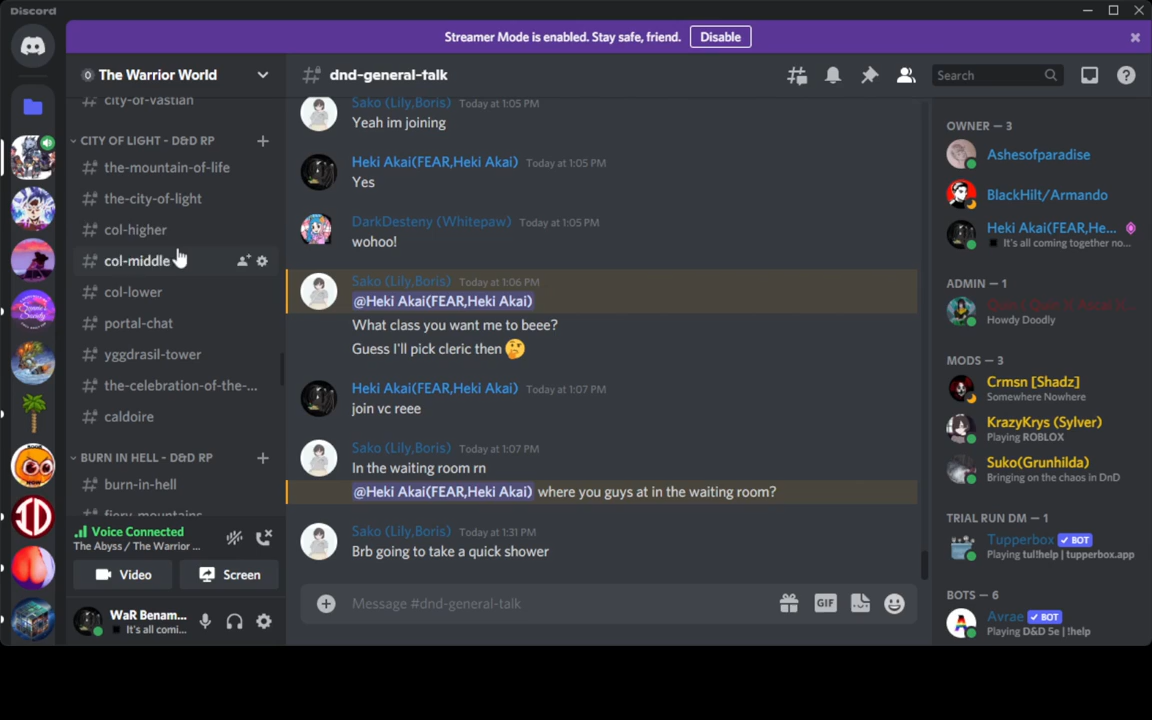 Discord
Streamer Mode is enabled. Stay safe, friend. Disable
The Warrior World
city-of-vastian
CITY OF LIGHT - D&D RP
the-mountain-of-life
the-city-of-light
col-higher
col-middle
col-lower
portal-chat
yggdrasil-tower
the-celebration-of-the-...
caldoire
BURN IN HELL - D&D RP
burn-in-hell
fiery-mountains
Voice Connected
The Abyss / The Warrior ...
Video Screen
WaR Benam...
It's all comi...
dnd-general-talk
Search
Sako (Lily,Boris) Today at 1:05 PM
Yeah im joining
Heki Akai(FEAR,Heki Akai) Today at 1:05 PM
Yes
DarkDesteny (Whitepaw) Today at 1:05 PM
wohoo!
Sako (Lily,Boris) Today at 1:06 PM
@Heki Akai(FEAR,Heki Akai)
What class you want me to beee?
Guess I'll pick cleric then 🤔
Heki Akai(FEAR,Heki Akai) Today at 1:07 PM
join vc reee
Sako (Lily,Boris) Today at 1:07 PM
In the waiting room rn
@Heki Akai(FEAR,Heki Akai) where you guys at in the waiting room?
Sako (Lily,Boris) Today at 1:31 PM
Brb going to take a quick shower
Message #dnd-general-talk
GIF
OWNER — 3
Ashesofparadise
BlackHilt/Armando
Heki Akai(FEAR,He...
It's all coming together no...
ADMIN — 1
Howdy Doodly
MODS — 3
Crmsn [Shadz]
Somewhere Nowhere
KrazyKrys (Sylver)
Playing ROBLOX
Suko(Grunhilda)
Bringing on the chaos in DnD
TRIAL RUN DM — 1
Tupperbox ✓ BOT
Playing tul!help | tupperbox.app
BOTS — 6
Avrae ✓ BOT
Playing D&D 5e | !help